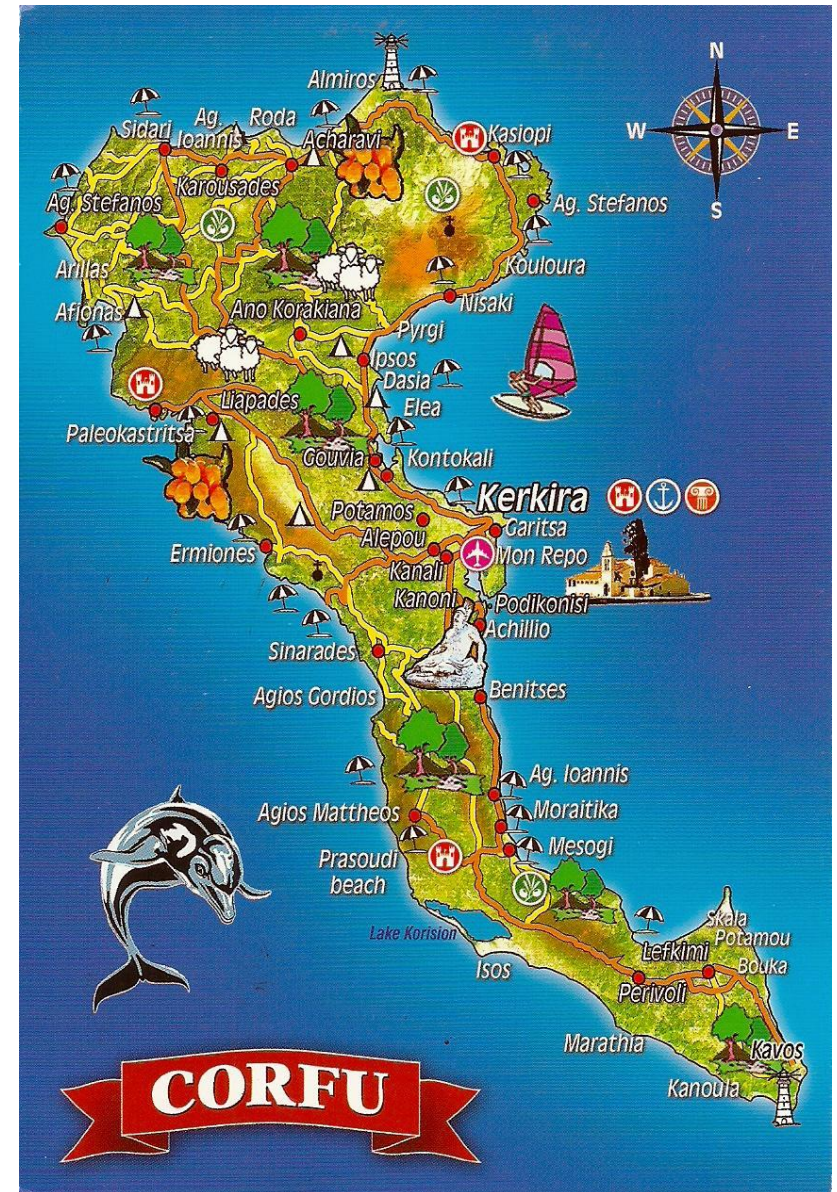 N
W
E
S
Almiros
Ag.
Roda
Sidari
Ioannis
Acharavi
Kasiopi
Karousades
Ag. Stefanos
Ag. Stefanos
Arillas
Kouloura
Afionas
Ano Korakiana
Nisaki
Pyrgi
Ipsos
Dasia
Liapades
Elea
Paleokastritsa
Gouvia
Kontokali
Kerkira
Potamos
Garitsa
Alepou
Ermiones
Mon Repo
Kanali
Kanoni
Podikonisi
Achillio
Sinarades
Agios Gordios
Benitses
Ag. Ioannis
Agios Mattheos
Moraitika
Mesogi
Prasoudi
beach
Lake Korision
Isos
Skala
Potamou
Lefkimi
Bouka
Perivoli
Marathia
Kavos
Kanoula
CORFU